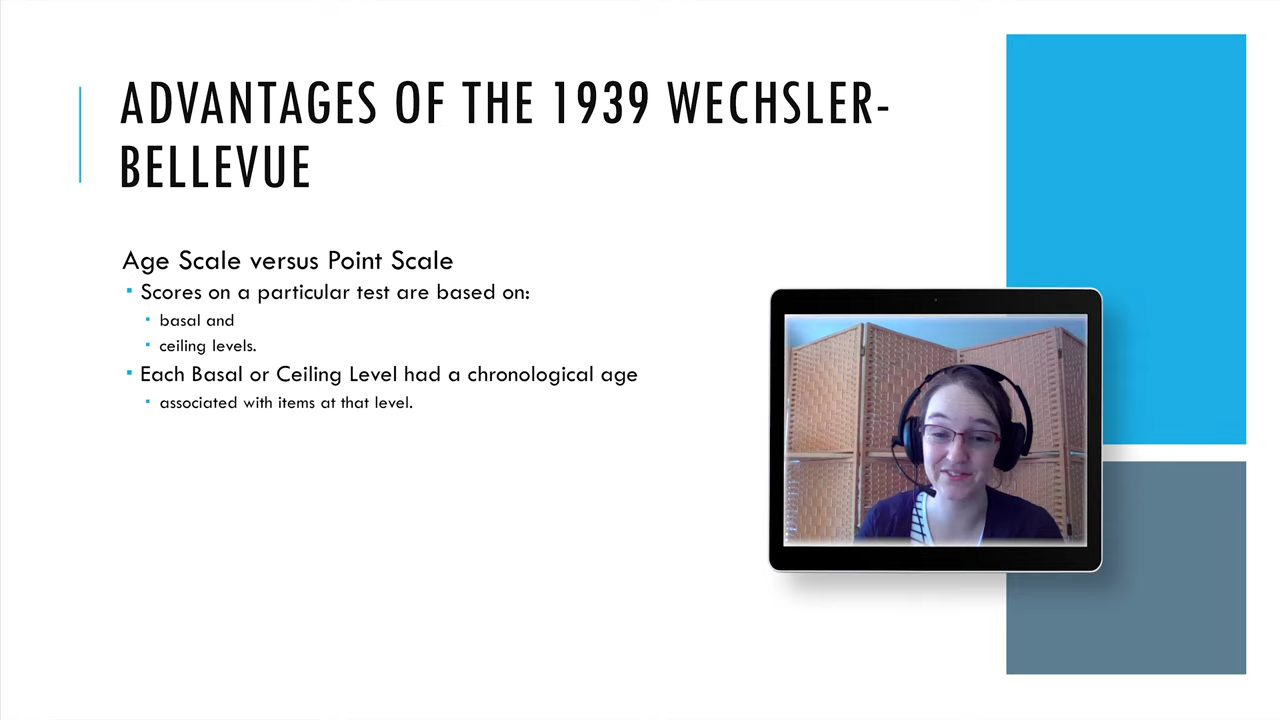 ADVANTAGES OF THE 1939 WECHSLER-
BELLEVUE
Age Scale versus Point Scale
Scores on a particular test are based on:
basal and
ceiling levels.
Each Basal or Ceiling Level had a chronological age
associated with items at that level.